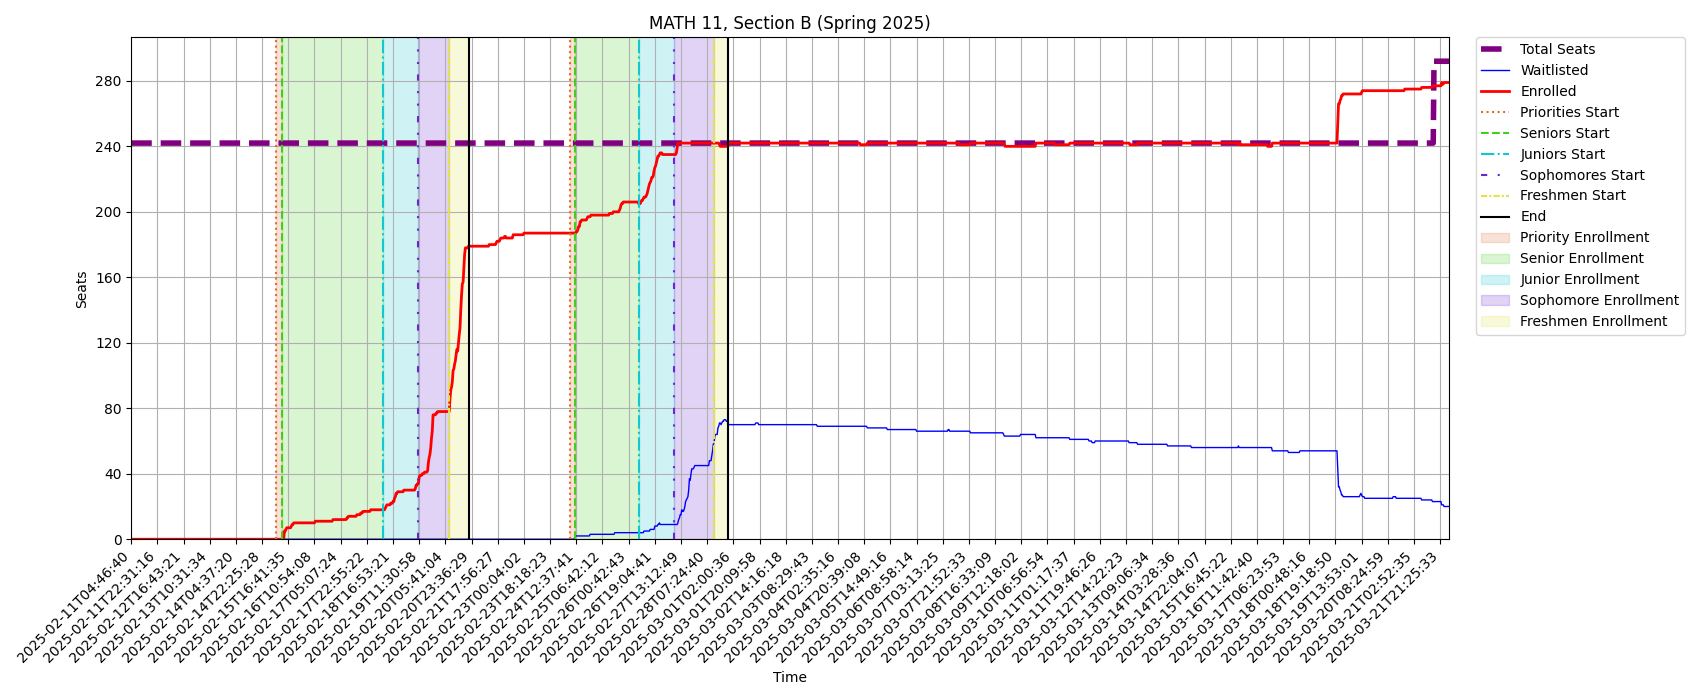 MATH 11, Section B (Spring 2025)
Seats
280
240
200
160
120
80
40
0
2025-02-11T04:46:40
2025-02-11T22:31:16
2025-02-12T16:43:21
2025-02-13T10:31:34
2025-02-14T04:37:20
2025-02-14T22:25:28
2025-02-15T16:41:35
2025-02-16T10:54:08
2025-02-17T05:07:24
2025-02-17T22:55:22
2025-02-18T16:53:21
2025-02-19T11:30:58
2025-02-20T05:41:04
2025-02-20T23:36:29
2025-02-21T17:56:27
2025-02-23T00:04:02
2025-02-23T18:18:23
2025-02-24T12:37:41
2025-02-25T06:42:12
2025-02-26T00:42:43
2025-02-26T19:04:41
2025-02-27T13:12:49
2025-02-28T07:24:40
2025-03-01T02:00:36
2025-03-01T20:09:58
2025-03-02T14:16:18
2025-03-03T08:29:43
2025-03-04T02:35:16
2025-03-04T20:39:08
2025-03-05T14:49:16
2025-03-06T08:58:14
2025-03-07T03:13:25
2025-03-07T21:52:33
2025-03-08T16:33:09
2025-03-09T12:18:02
2025-03-10T06:56:54
2025-03-11T01:17:37
2025-03-11T19:46:26
2025-03-12T14:22:23
2025-03-13T09:06:34
2025-03-14T03:28:36
2025-03-14T22:04:07
2025-03-15T16:45:22
2025-03-16T11:42:40
2025-03-17T06:23:53
2025-03-18T00:48:16
2025-03-18T19:18:50
2025-03-19T13:53:01
2025-03-20T08:24:59
2025-03-21T02:52:35
2025-03-21T21:25:33
Time
Total Seats
Waitlisted
Enrolled
Priorities Start
Seniors Start
Juniors Start
Sophomores Start
Freshmen Start
End
Priority Enrollment
Senior Enrollment
Junior Enrollment
Sophomore Enrollment
Freshmen Enrollment